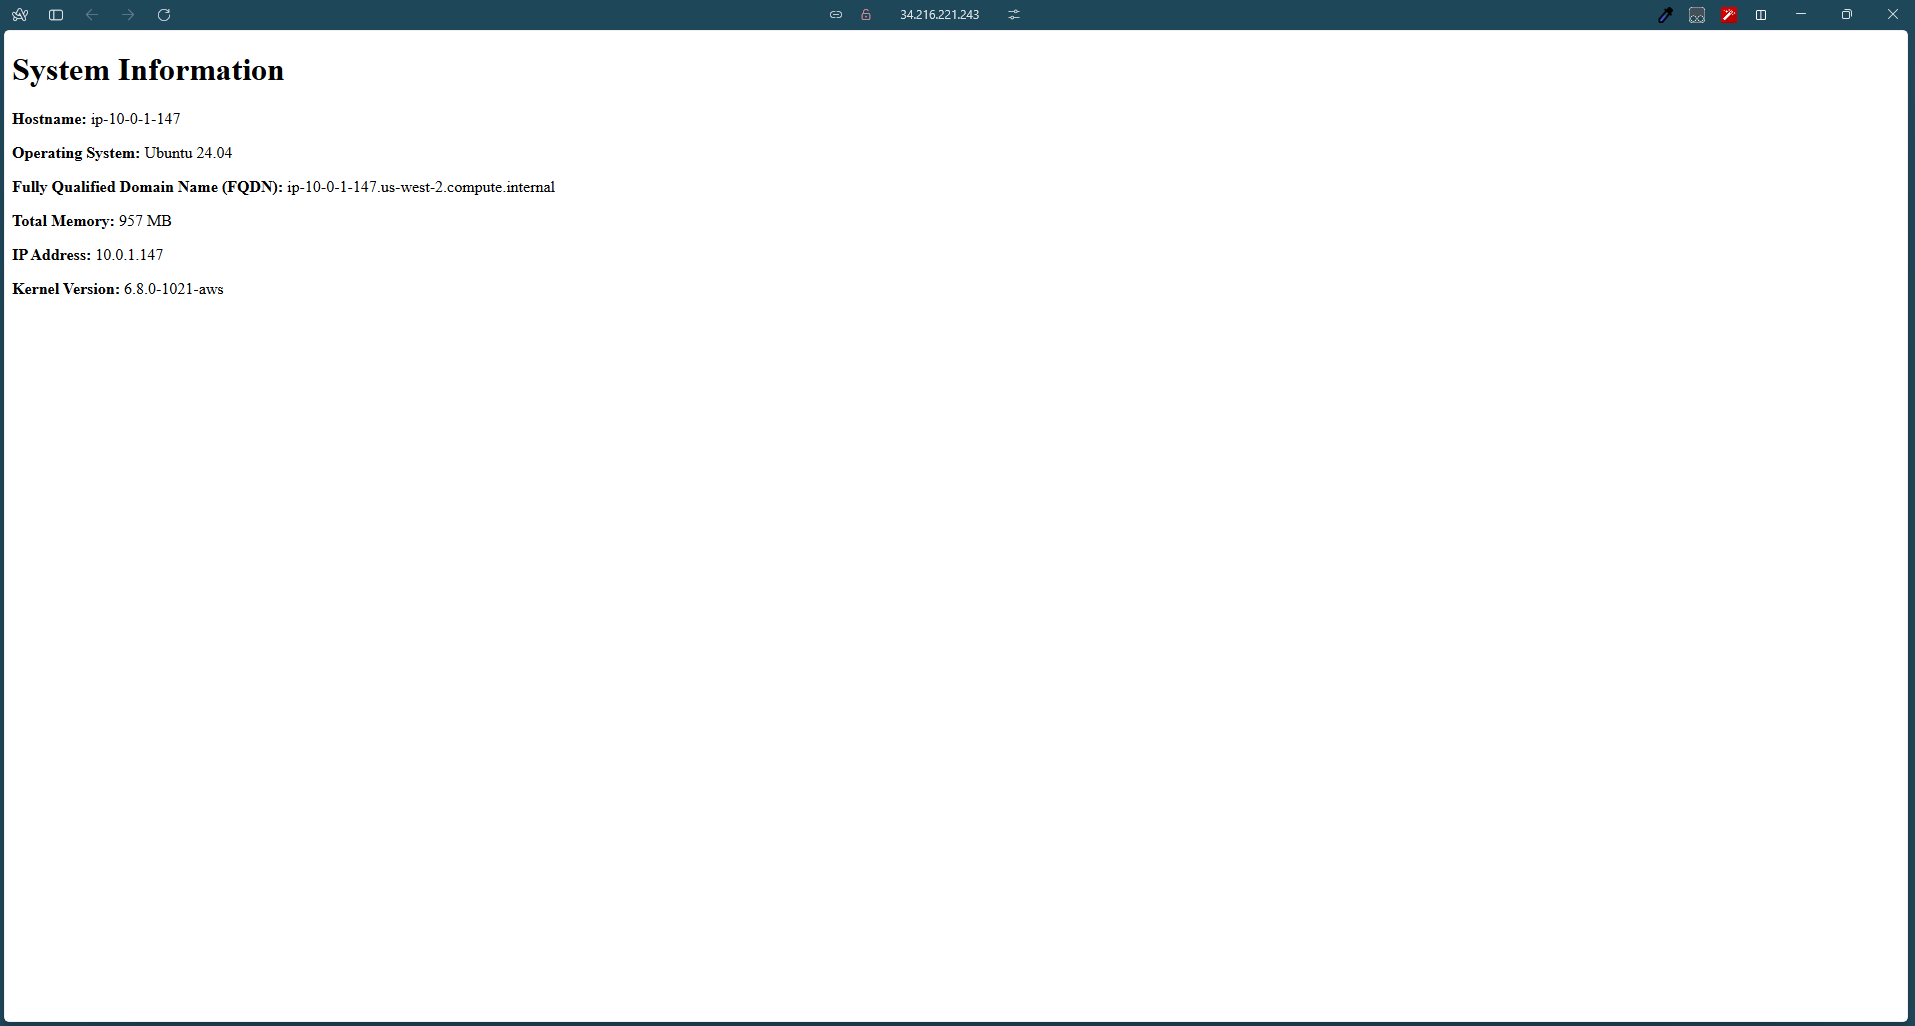 34.216.221.243
System Information
Hostname: ip-10-0-1-147
Operating System: Ubuntu 24.04
Fully Qualified Domain Name (FQDN): ip-10-0-1-147.us-west-2.compute.internal
Total Memory: 957 MB
IP Address: 10.0.1.147
Kernel Version: 6.8.0-1021-aws